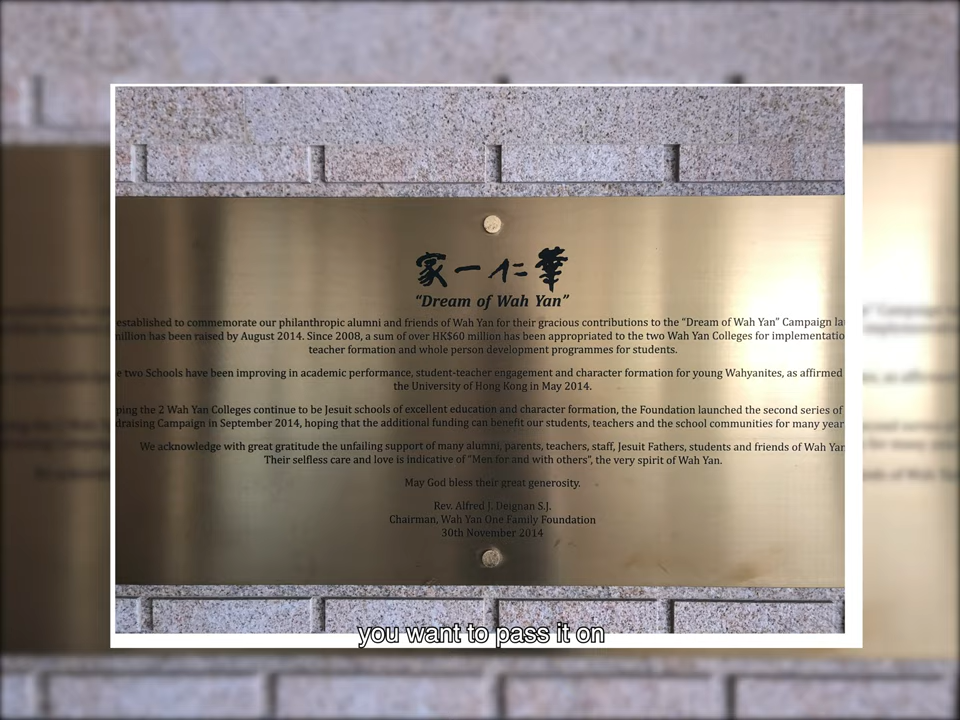 家一仁華
“Dream of Wah Yan”
established to commemorate our philanthropic alumni and friends of Wah Yan for their gracious contributions to the “Dream of Wah Yan” Campaign la
million has been raised by August 2014. Since 2008, a sum of over HK$60 million has been appropriated to the two Wah Yan Colleges for implementatio
teacher formation and whole person development programmes for students.
two Schools have been improving in academic performance, student-teacher engagement and character formation for young Wahyanites, as affirmed
the University of Hong Kong in May 2014.
ping the 2 Wah Yan Colleges continue to be Jesuit schools of excellent education and character formation, the Foundation launched the second series of
draising Campaign in September 2014, hoping that the additional funding can benefit our students, teachers and the school communities for many year
We acknowledge with great gratitude the unfailing support of many alumni, parents, teachers, staff, Jesuit Fathers, students and friends of Wah Yan
Their selfless care and love is indicative of “Men for and with others”, the very spirit of Wah Yan.
May God bless their great generosity.
Rev. Alfred J. Deignan S.J.
Chairman, Wah Yan One Family Foundation
30th November 2014
you want to pass it on